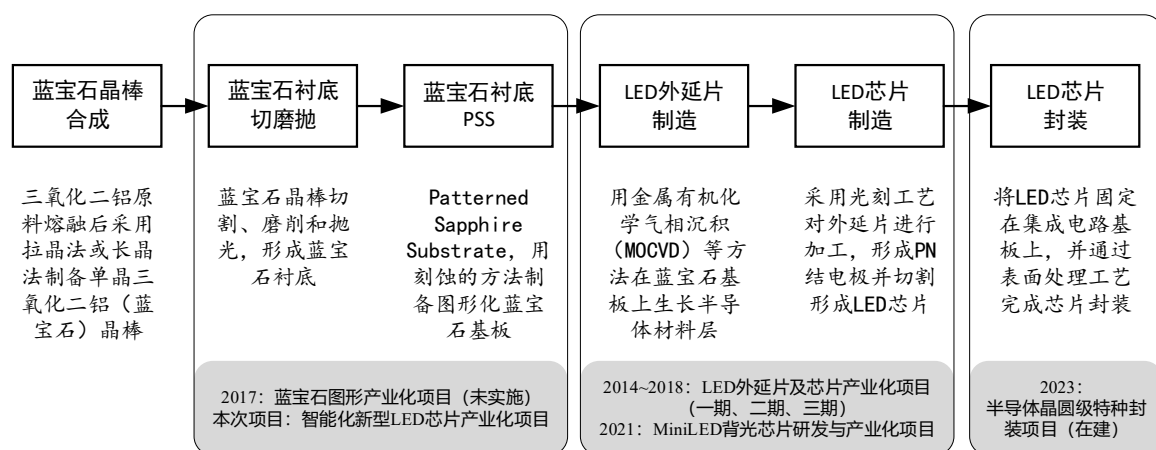 蓝宝石晶棒
合成
蓝宝石衬底
切磨抛
蓝宝石衬底
PSS
LED外延片
制造
LED芯片
制造
LED芯片
封装
三氧化二铝原
料熔融后采用
拉晶法或长晶
法制备单晶三
氧化二铝（蓝
宝石）晶棒
蓝宝石晶棒切
割、磨削和抛
光，形成蓝宝
石衬底
Patterned
Sapphire
Substrate，用
刻蚀的方法制
备图形化蓝宝
石基板
用金属有机化
学气相沉积
（MOCVD）等方
法在蓝宝石基
板上生长半导
体材料层
采用光刻工艺
对外延片进行
加工，形成PN
结电极并切割
形成LED芯片
将LED芯片固定
在集成电路基
板上，并通过
表面处理工艺
完成芯片封装
2017：蓝宝石图形产业化项目（未实施）
本次项目：智能化新型LED芯片产业化项目
2014~2018：LED外延片及芯片产业化项目
（一期、二期、三期）
2021：MiniLED背光芯片研发与产业化项目
2023：
半导体晶圆级特种封
装项目（在建）